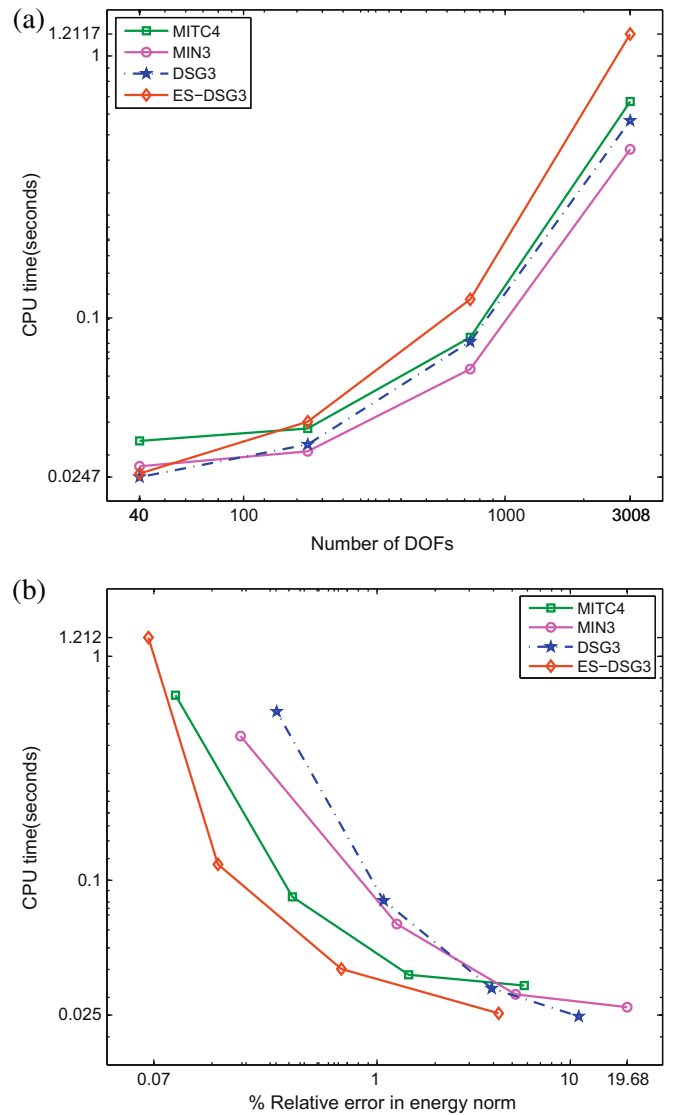 (a)
MITC4
MIN3
DSG3
ES−DSG3
1.2117
1
0.1
0.0247
CPU time(seconds)
40
100
1000
3008
Number of DOFs
(b)
MITC4
MIN3
DSG3
ES−DSG3
1.212
1
0.1
0.025
CPU time(seconds)
0.07
1
10
19.68
% Relative error in energy norm